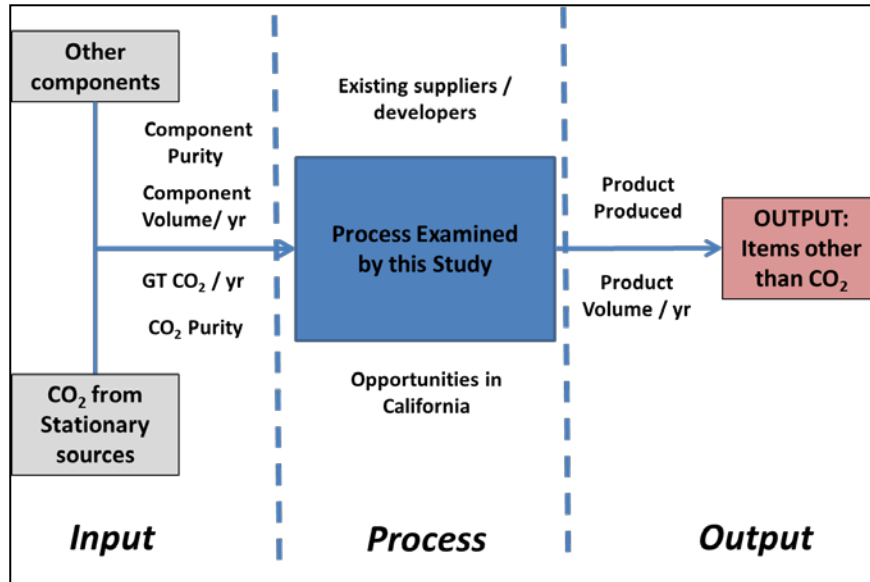 Other
components
Component
Purity
Component
Volume/ yr
GT CO₂ / yr
CO₂ Purity
CO₂ from
Stationary
sources
Input
Existing suppliers /
developers
Process Examined
by this Study
Opportunities in
California
Process
Product
Produced
Product
Volume / yr
OUTPUT:
Items other
than CO₂
Output